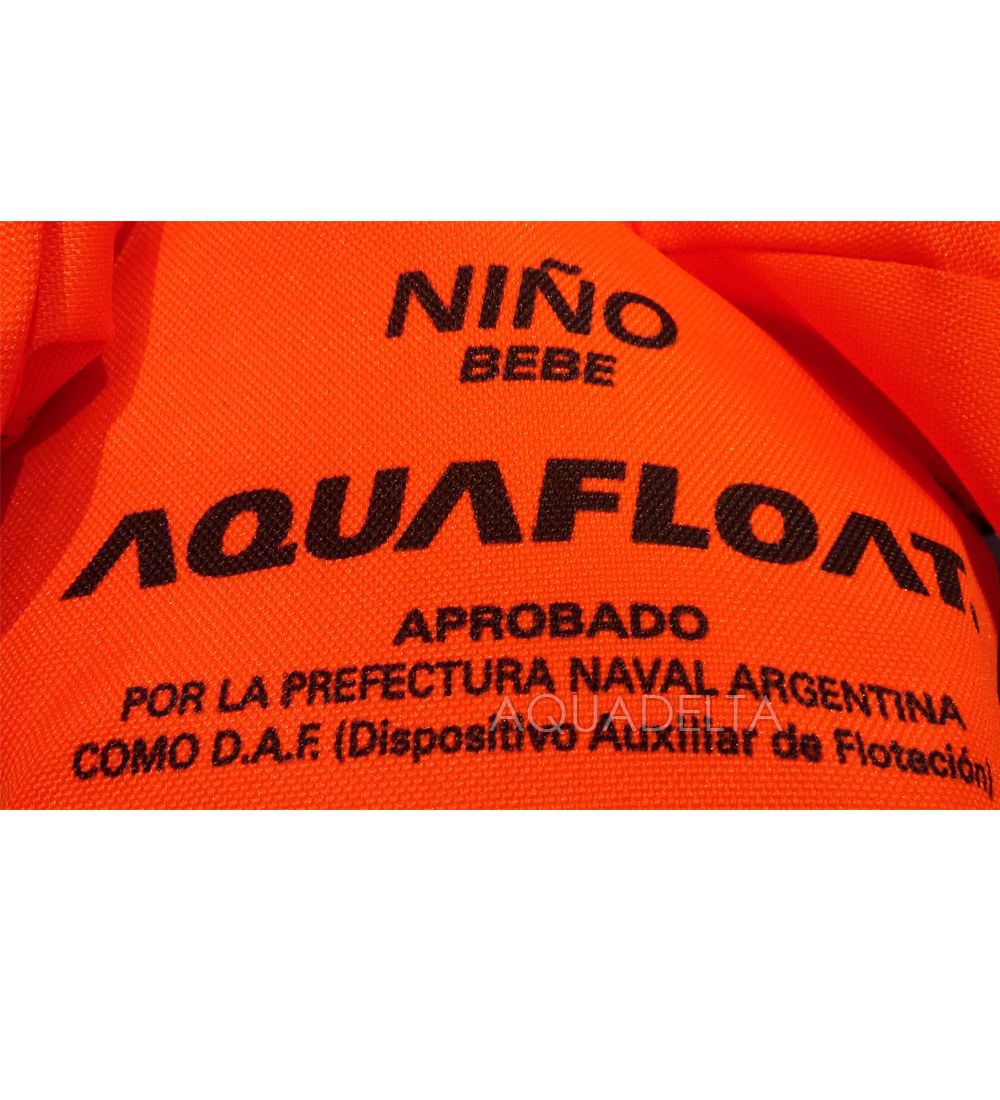 NIÑO
BEBE
AQUAFLOAT
APROBADO
POR LA PREFECTURA NAVAL ARGENTINA
AQUADELTA
COMO D.A.F. (Dispositivo Auxiliar de Flotación)